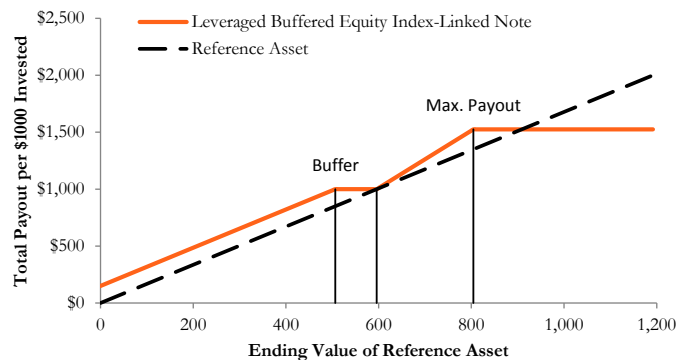 $2,500
Leveraged Buffered Equity Index-Linked Note
Reference Asset
$2,000
Max. Payout
$1,500
Buffer
$1,000
$500
$0
0 200 400 600 800 1,000 1,200
Total Payout per $1000 Invested
Ending Value of Reference Asset